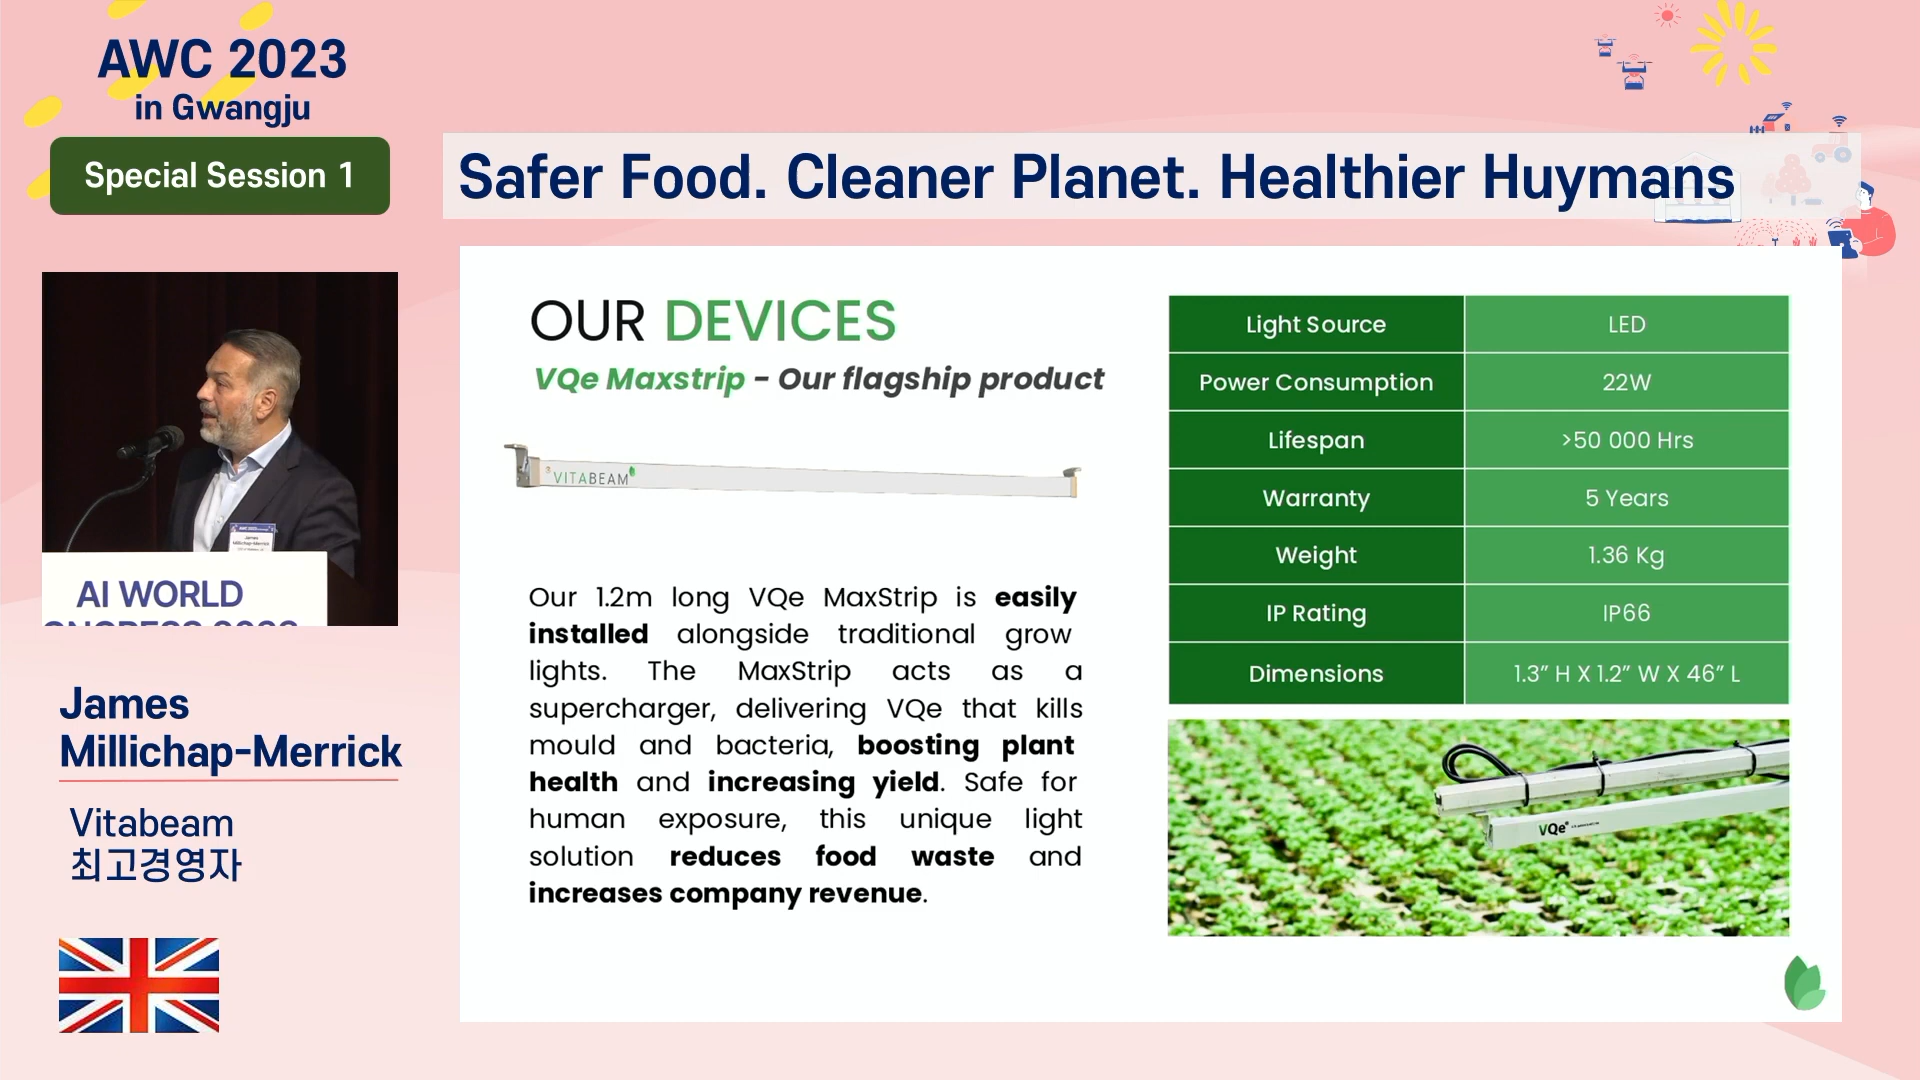 AWC 2023
in Gwangju
Special Session 1
Safer Food. Cleaner Planet. Healthier Huymans
AWC 2023
James
Millichap-Merrick
AI WORLD
James
Millichap-Merrick
Vitabeam
최고경영자
OUR DEVICES
VQe Maxstrip - Our flagship product
VITABEAM
Our 1.2m long VQe MaxStrip is easily
installed alongside traditional grow
lights. The MaxStrip acts as a
supercharger, delivering VQe that kills
mould and bacteria, boosting plant
health and increasing yield. Safe for
human exposure, this unique light
solution reduces food waste and
increases company revenue.
Light Source LED
Power Consumption 22W
Lifespan >50 000 Hrs
Warranty 5 Years
Weight 1.36 Kg
IP Rating IP66
Dimensions 1.3” H X 1.2” W X 46” L
VQe